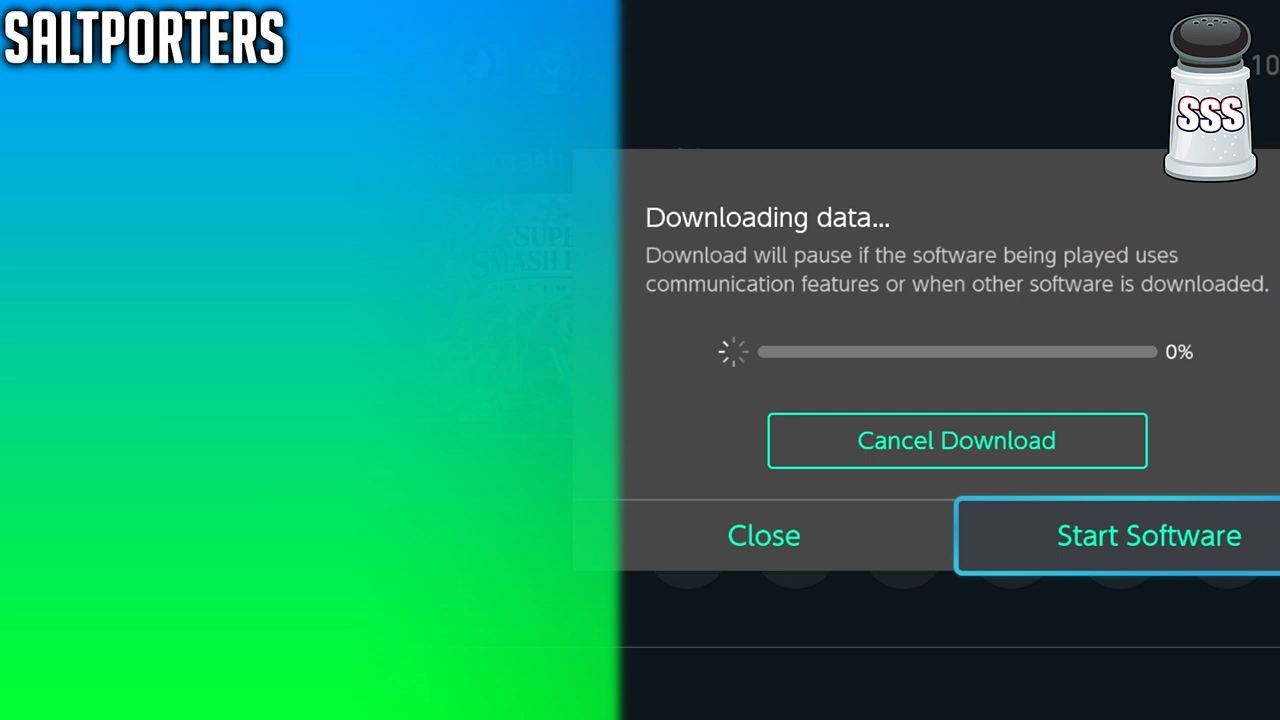 SALTPORTERS
10
SSS
Downloading data...
Download will pause if the software being played uses
communication features or when other software is downloaded.
0%
Cancel Download
Close
Start Software